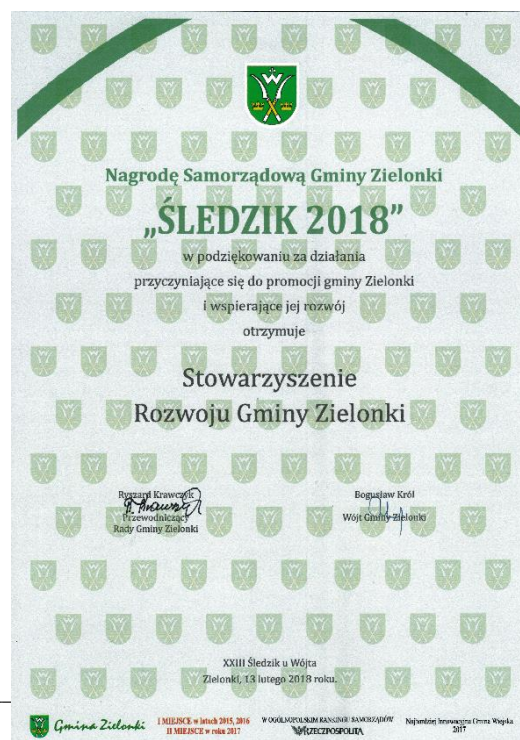 Nagrodę Samorządową Gminy Zielonki
„ŚLEDZIK 2018”
w podziękowaniu za działania
przyczyniające się do promocji gminy Zielonki
i wspierające jej rozwój
otrzymuje
Stowarzyszenie
Rozwoju Gminy Zielonki
Ryszard Krawczyk
Przewodniczący
Rady Gminy Zielonki
Bogusław Król
Wójt Gminy Zielonki
XXIII Śledzik u Wójta
Zielonki, 13 lutego 2018 roku.
Gmina Zielonki
I MIEJSCE w latach 2015, 2016
II MIEJSCE w roku 2017
W OGÓLNOPOLSKIM RANKINGU SAMORZĄDÓW
RZECZPOSPOLITA
Najbardziej Innowacyjna Gmina Wiejska
2017